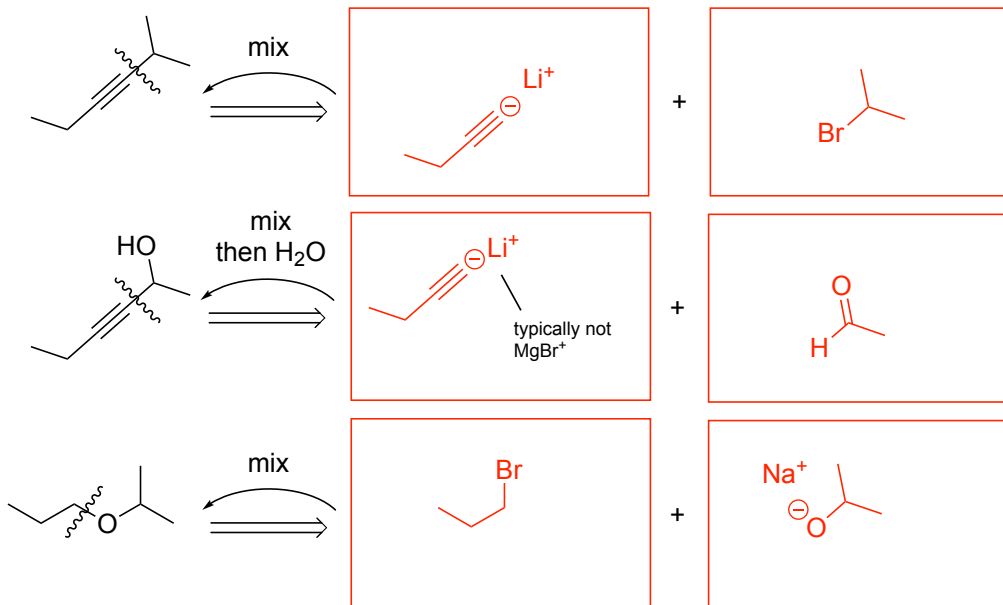 mix
Li⁺
⊖
+
Br
HO
mix
then H₂O
⊖ Li⁺
typically not
MgBr⁺
+
O
H
O
mix
Br
+
Na⁺
⊖
O